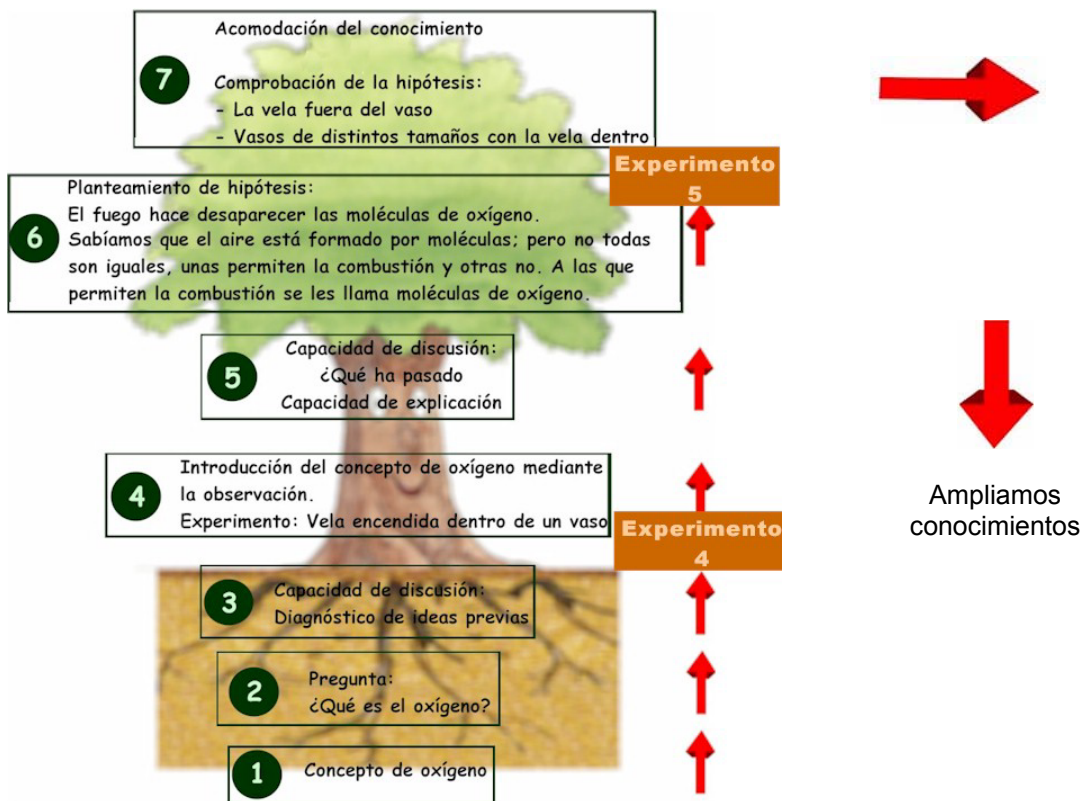 7
Acomodación del conocimiento
Comprobación de la hipótesis:
- La vela fuera del vaso
- Vasos de distintos tamaños con la vela dentro
Experimento
5
6
Planteamiento de hipótesis:
El fuego hace desaparecer las moléculas de oxígeno.
Sabíamos que el aire está formado por moléculas; pero no todas
son iguales, unas permiten la combustión y otras no. A las que
permiten la combustión se les llama moléculas de oxígeno.
5
Capacidad de discusión:
¿Qué ha pasado
Capacidad de explicación
4
Introducción del concepto de oxígeno mediante
la observación.
Experimento: Vela encendida dentro de un vaso
Experimento
4
Ampliamos
conocimientos
3
Capacidad de discusión:
Diagnóstico de ideas previas
2
Pregunta:
¿Qué es el oxígeno?
1
Concepto de oxígeno